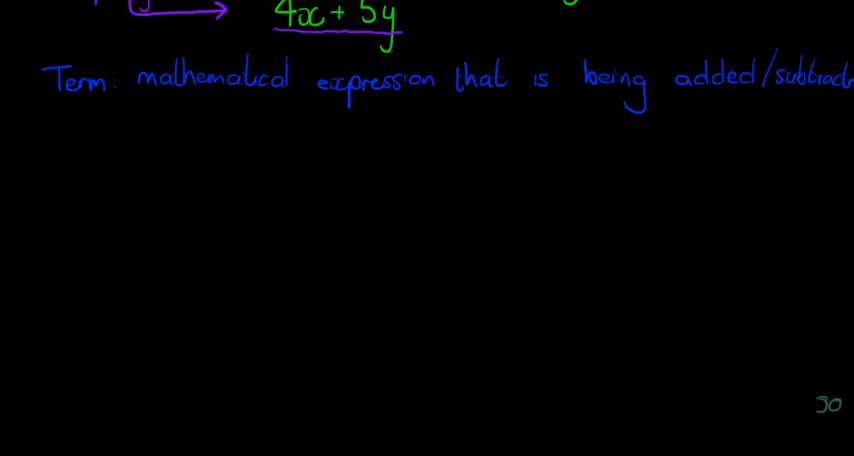 4x + 5y
Term: mathematical expression that is being added/subtract
30